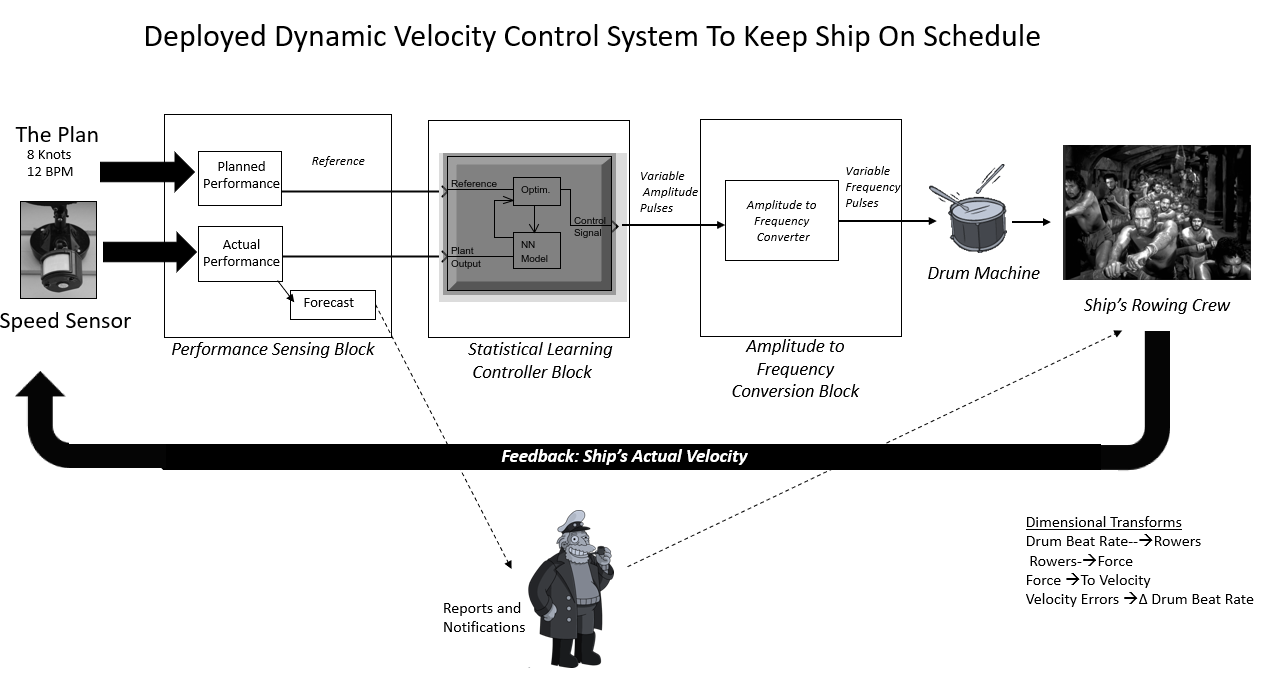 Deployed Dynamic Velocity Control System To Keep Ship On Schedule
The Plan
8 Knots
12 BPM
Speed Sensor
Planned
Performance
Reference
Actual
Performance
Forecast
Performance Sensing Block
Reference
Optim.
Control
Signal
Plant
Output
NN
Model
Statistical Learning
Controller Block
Variable
Amplitude
Pulses
Amplitude to
Frequency
Converter
Amplitude to
Frequency
Conversion Block
Variable
Frequency
Pulses
Drum Machine
Ship’s Rowing Crew
Feedback: Ship’s Actual Velocity
Reports and
Notifications
Dimensional Transforms
Drum Beat Rate--→Rowers
Rowers-→Force
Force →To Velocity
Velocity Errors →Δ Drum Beat Rate